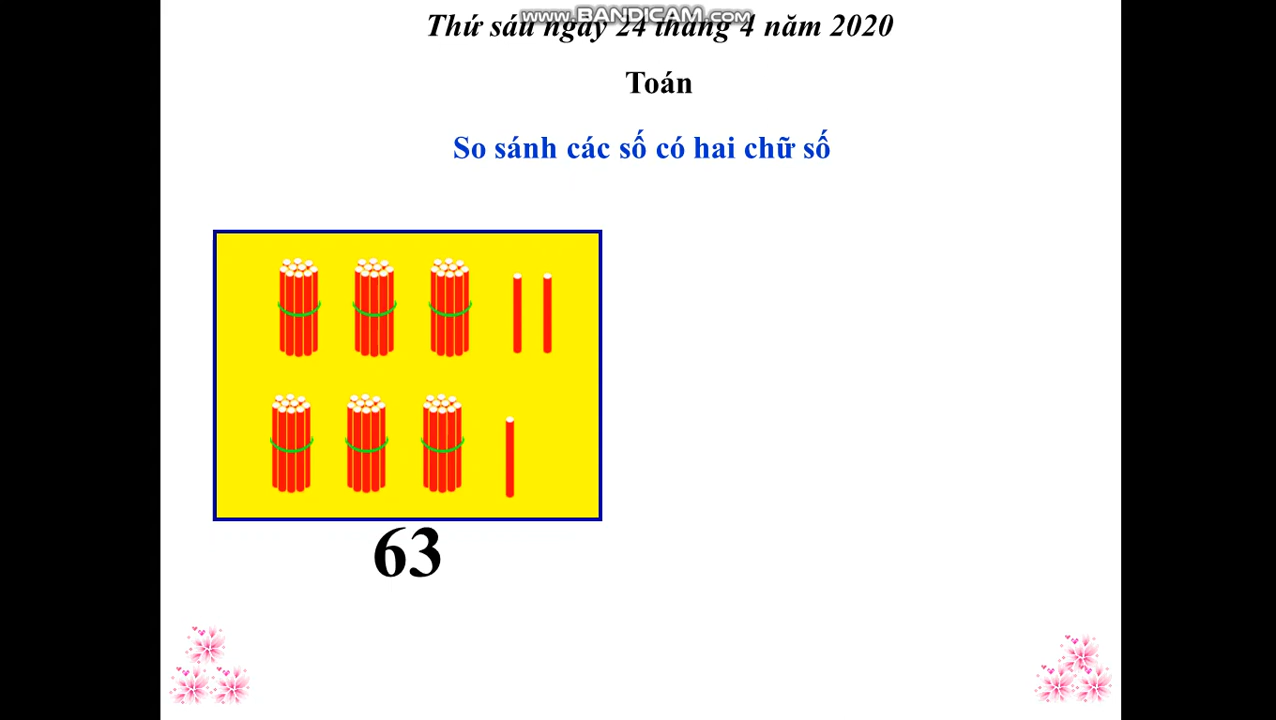 www.BANDICAM.com
Thứ sáu ngày 24 tháng 4 năm 2020
Toán
So sánh các số có hai chữ số
63